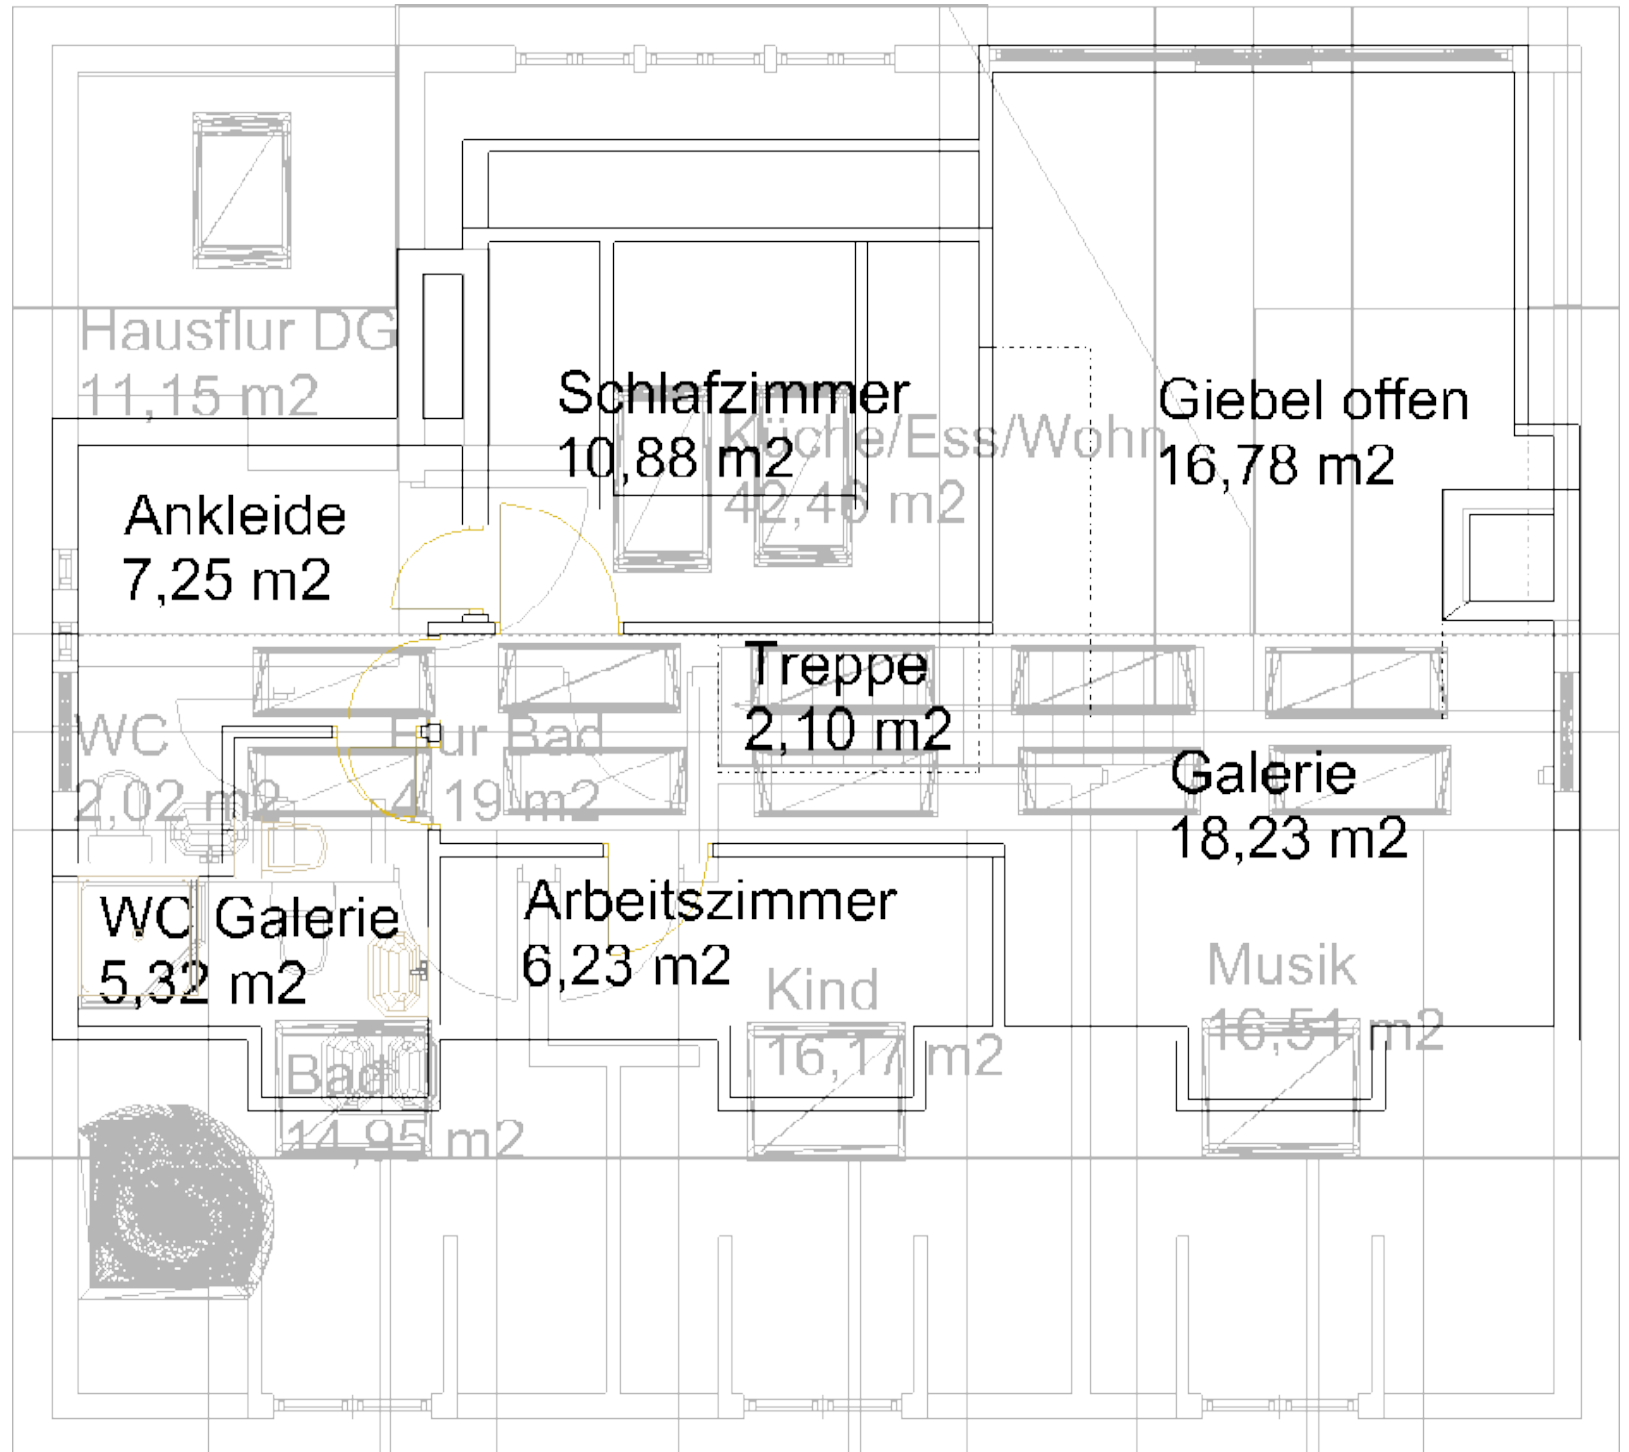 Hausflur DG
11,15 m2
Schlafzimmer
10,88 m2
Küche/Ess/Wohn
42,46 m2
Giebel offen
16,78 m2
Ankleide
7,25 m2
Treppe
2,10 m2
WC
2,02 m2
Flur Bad
4,19 m2
Galerie
18,23 m2
WC Galerie
5,32 m2
Arbeitszimmer
6,23 m2
Kind
16,17 m2
Musik
16,51 m2
Bad
14,95 m2